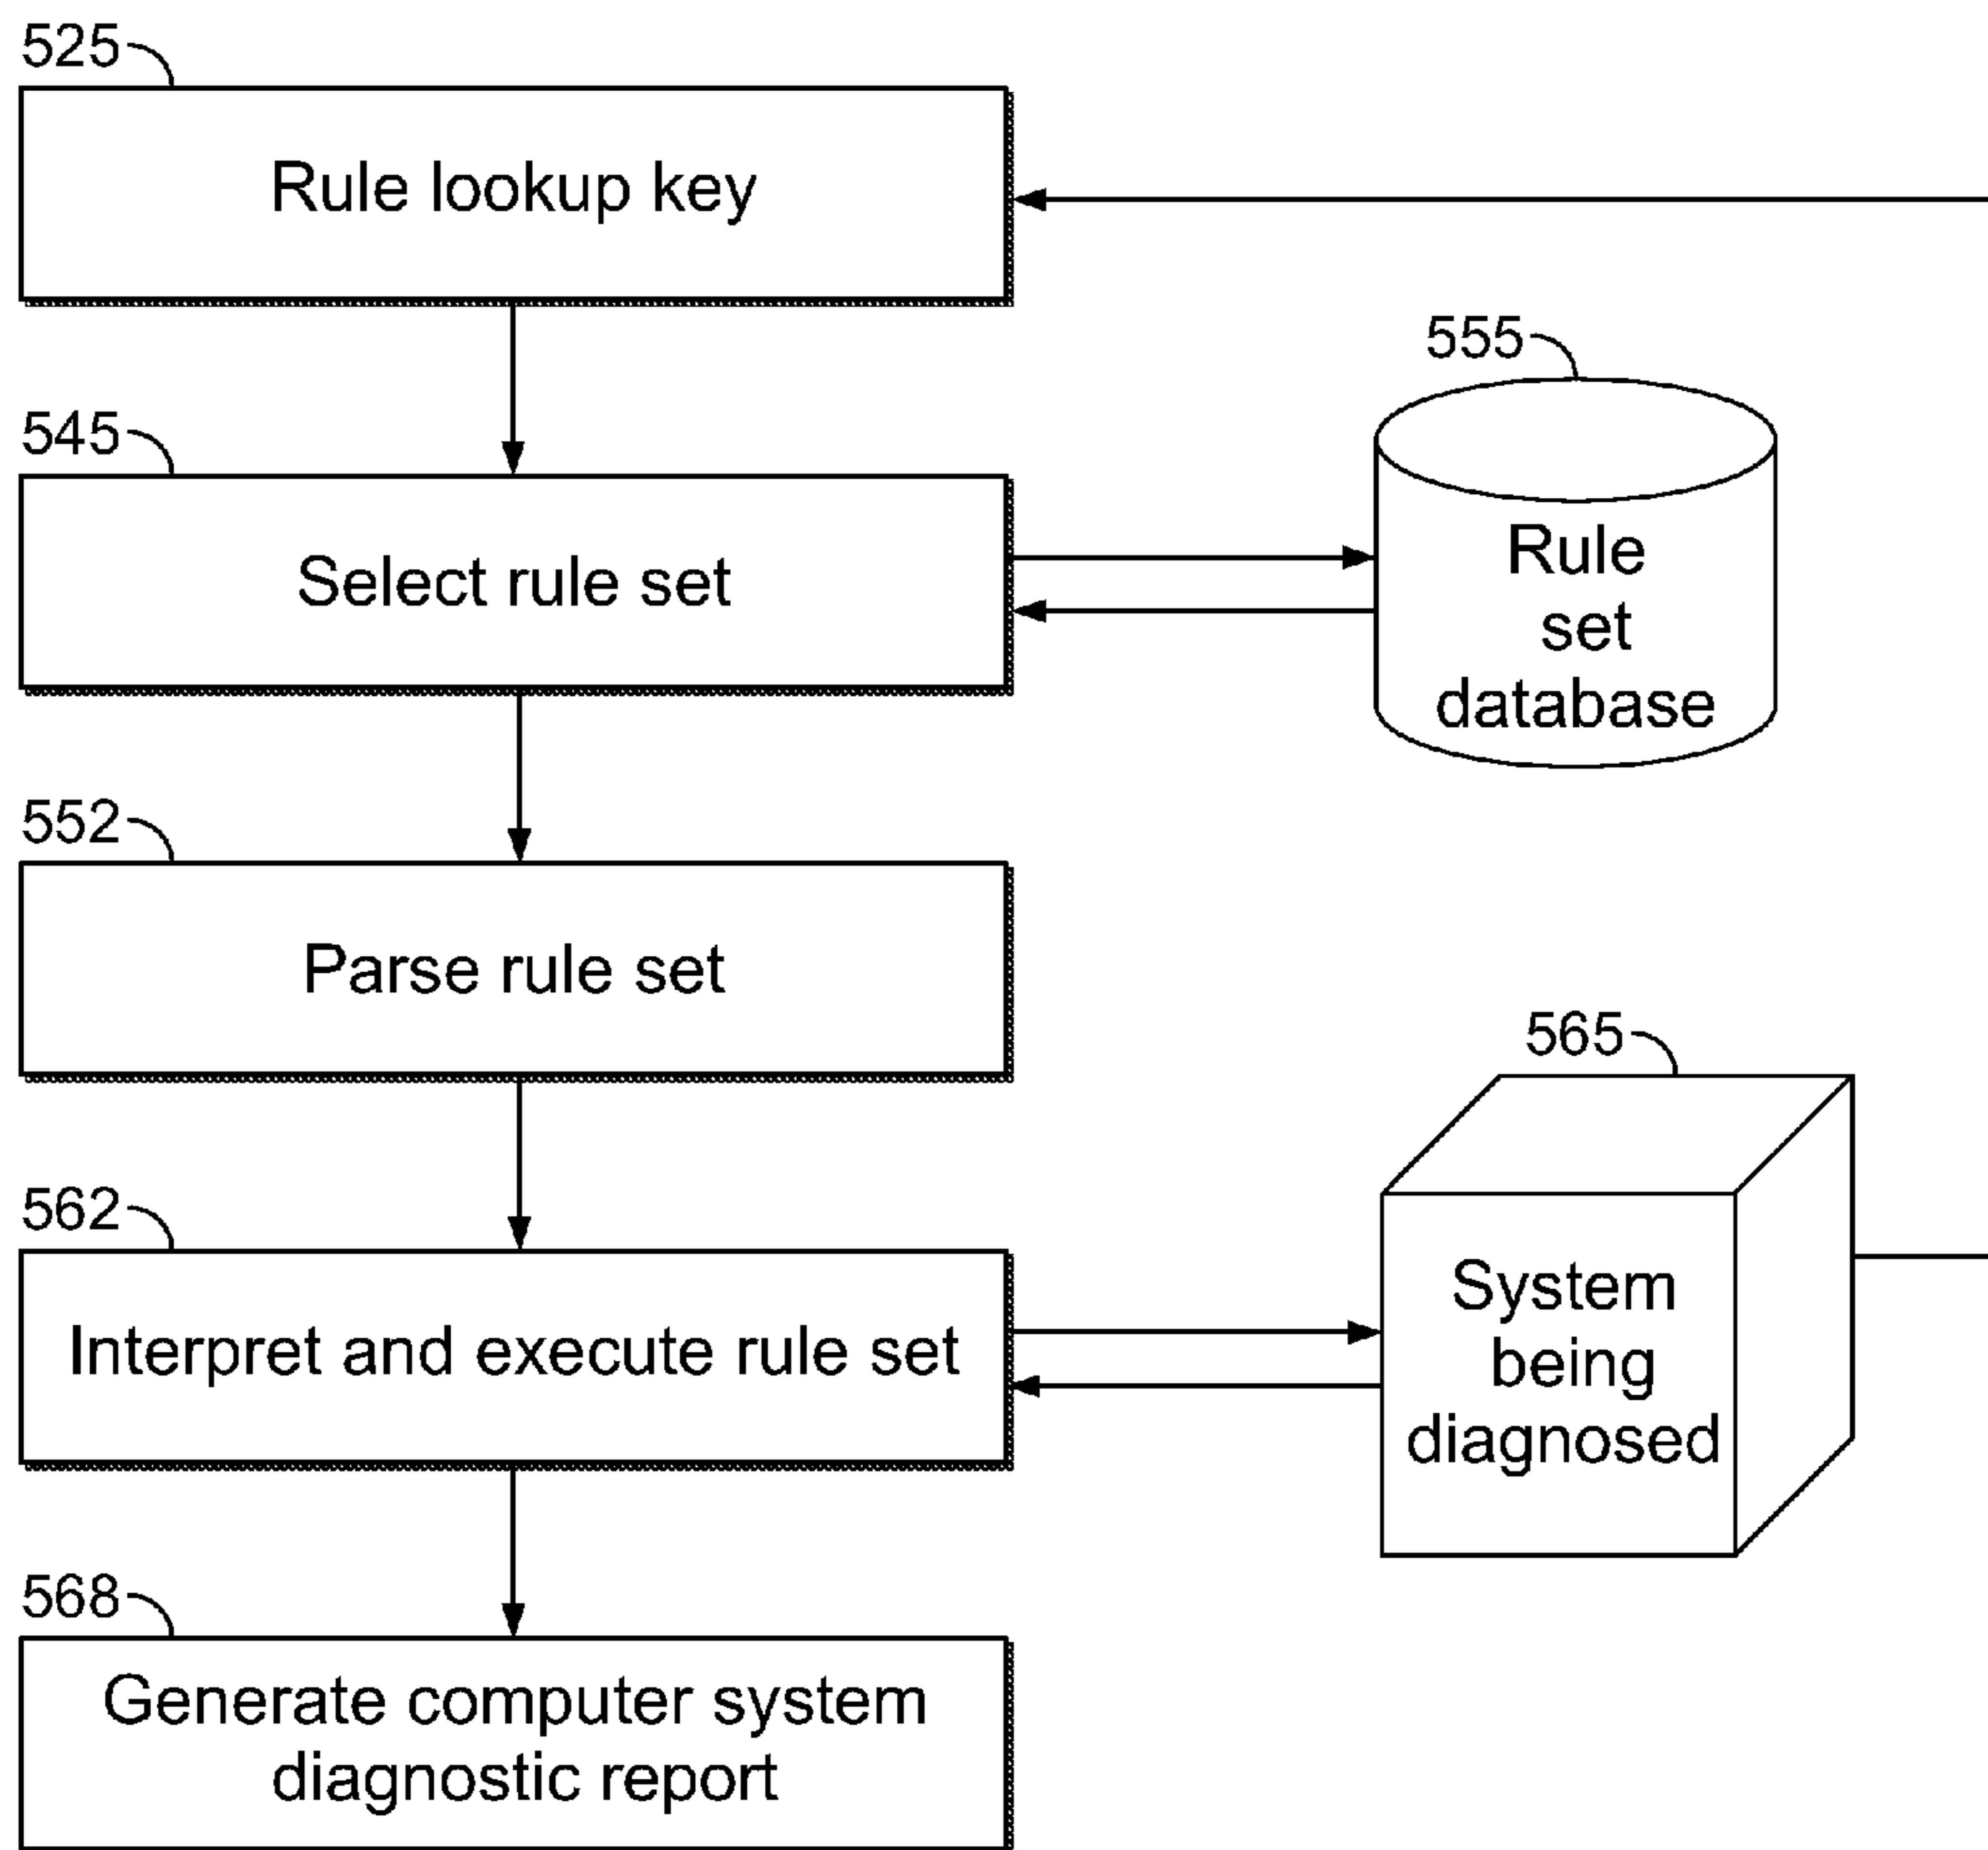 525
Rule lookup key
555
545
Select rule set
Rule
set
database
552
Parse rule set
565
562
Interpret and execute rule set
System
being
diagnosed
568
Generate computer system
diagnostic report